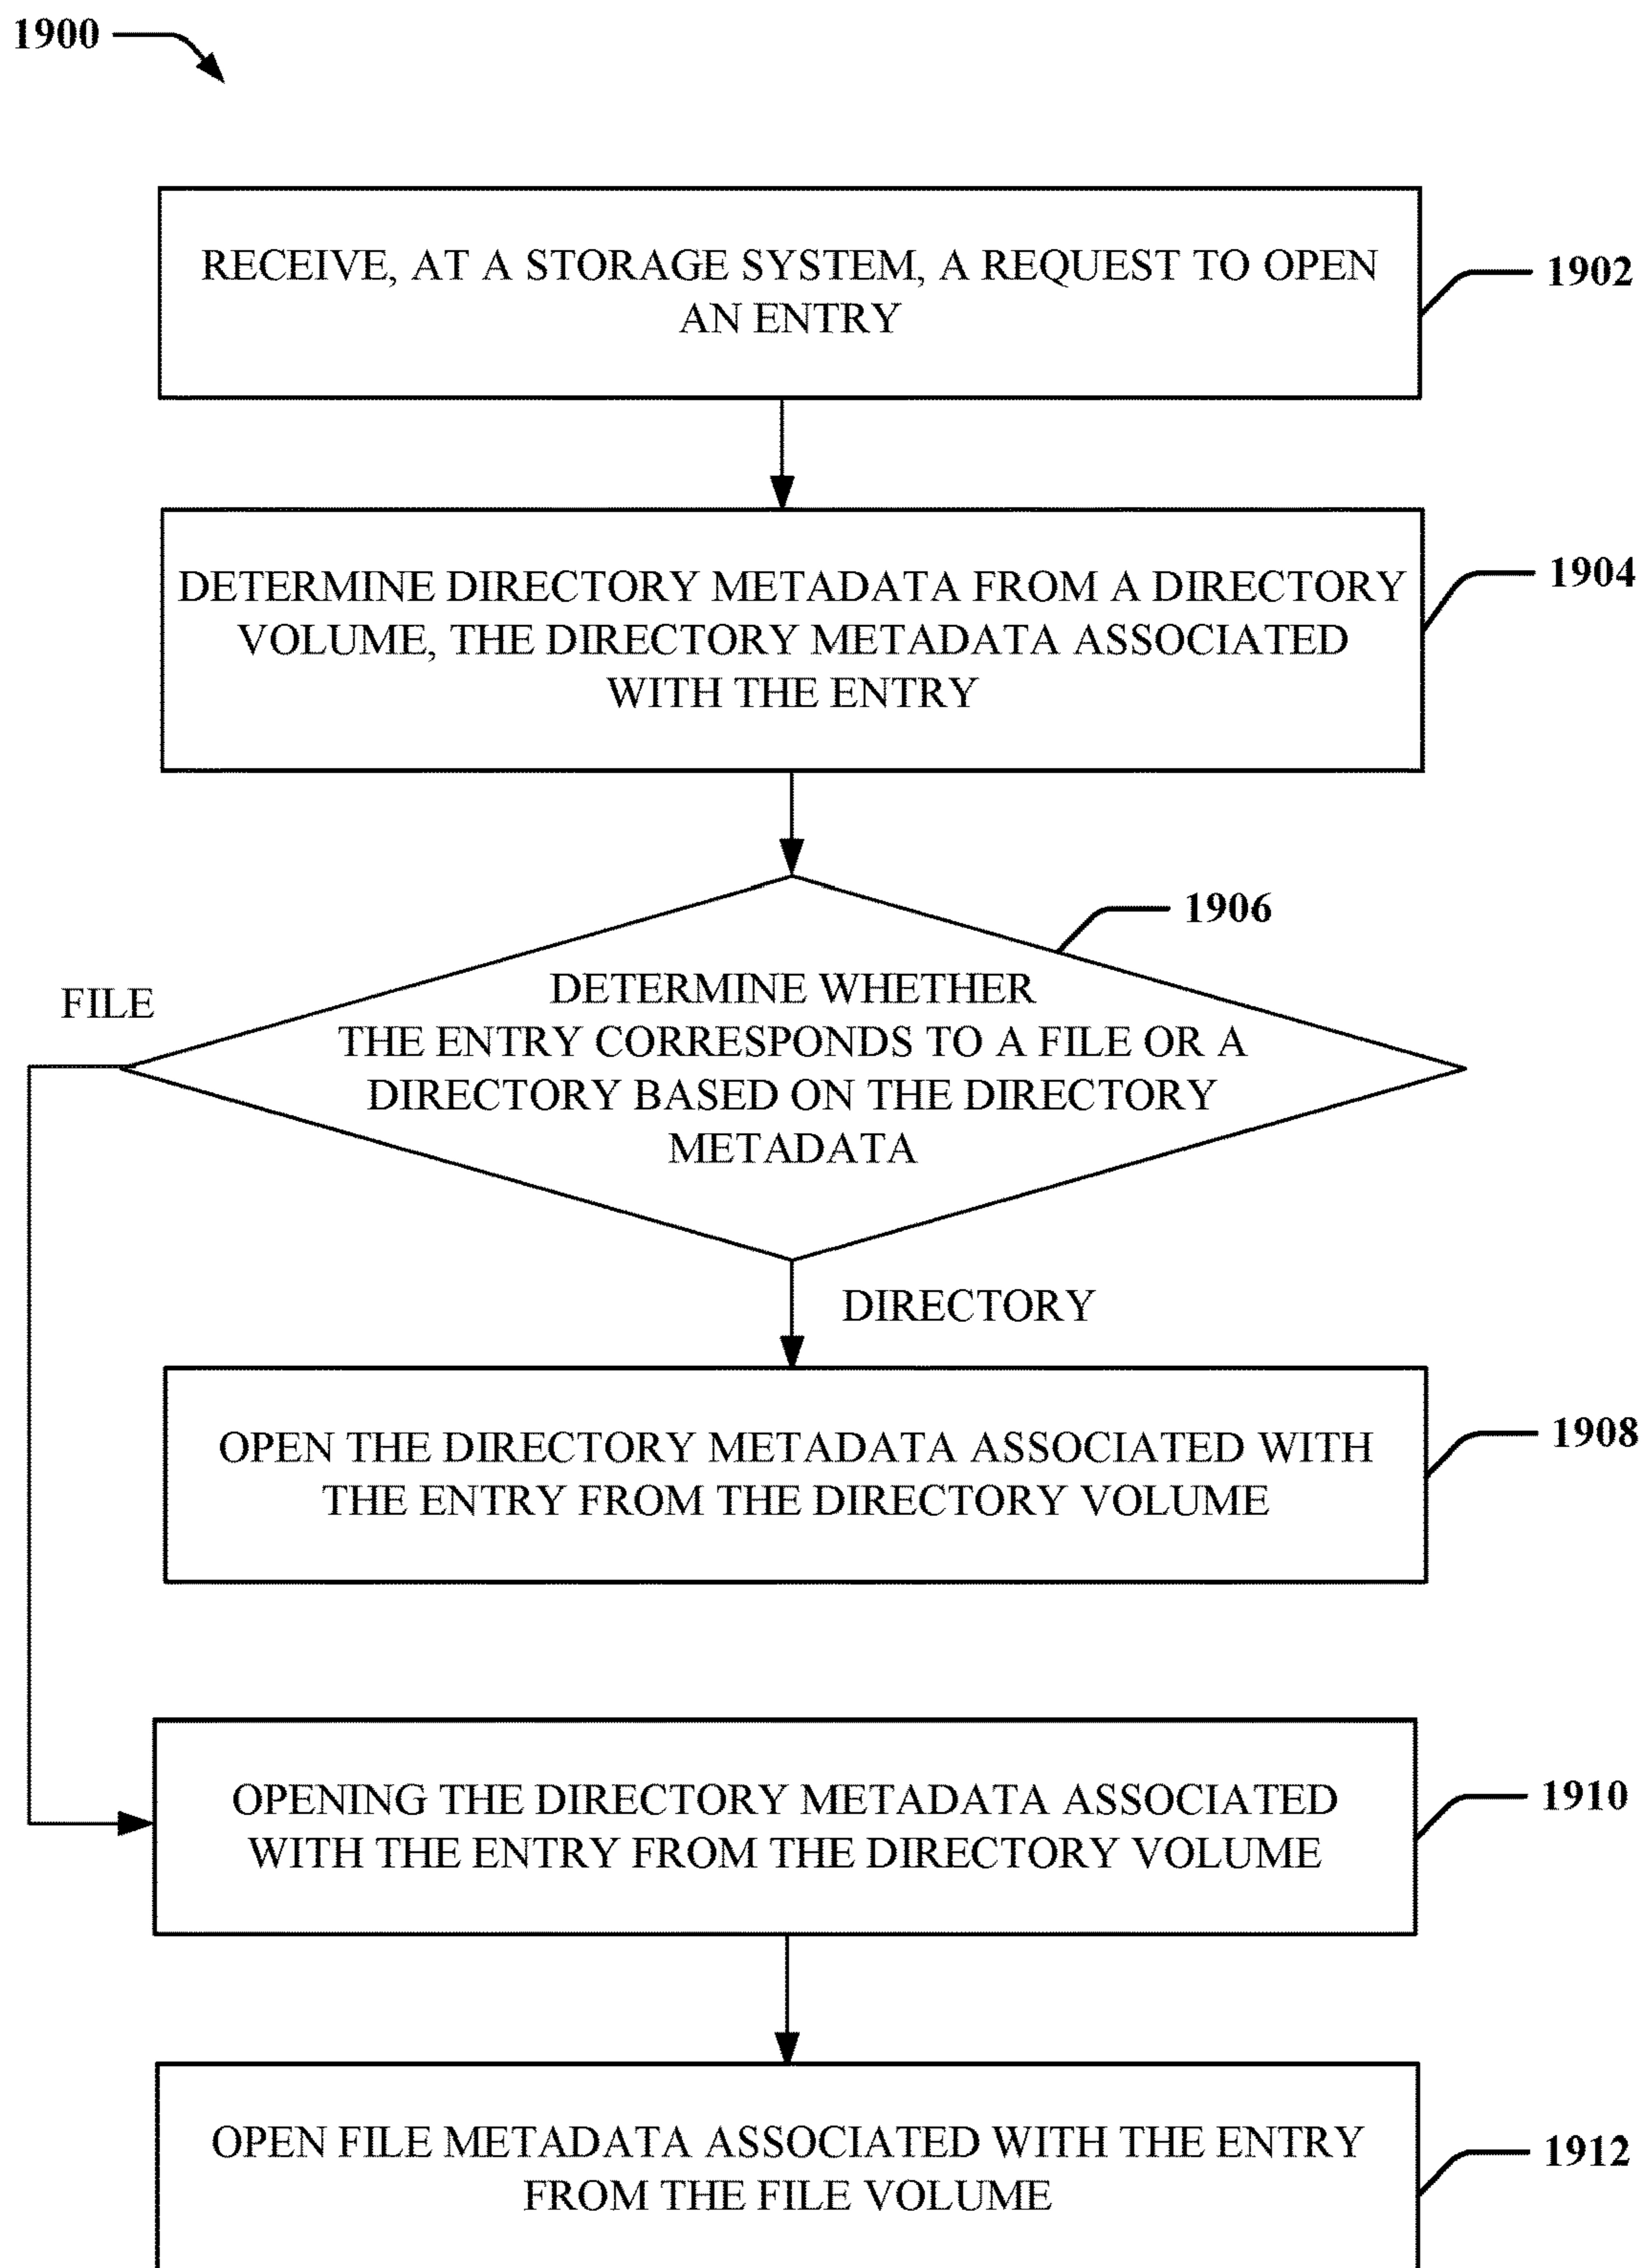 1900
RECEIVE, AT A STORAGE SYSTEM, A REQUEST TO OPEN
AN ENTRY
1902
DETERMINE DIRECTORY METADATA FROM A DIRECTORY
VOLUME, THE DIRECTORY METADATA ASSOCIATED
WITH THE ENTRY
1904
1906
DETERMINE WHETHER
THE ENTRY CORRESPONDS TO A FILE OR A
DIRECTORY BASED ON THE DIRECTORY
METADATA
FILE
DIRECTORY
OPEN THE DIRECTORY METADATA ASSOCIATED WITH
THE ENTRY FROM THE DIRECTORY VOLUME
1908
OPENING THE DIRECTORY METADATA ASSOCIATED
WITH THE ENTRY FROM THE DIRECTORY VOLUME
1910
OPEN FILE METADATA ASSOCIATED WITH THE ENTRY
FROM THE FILE VOLUME
1912